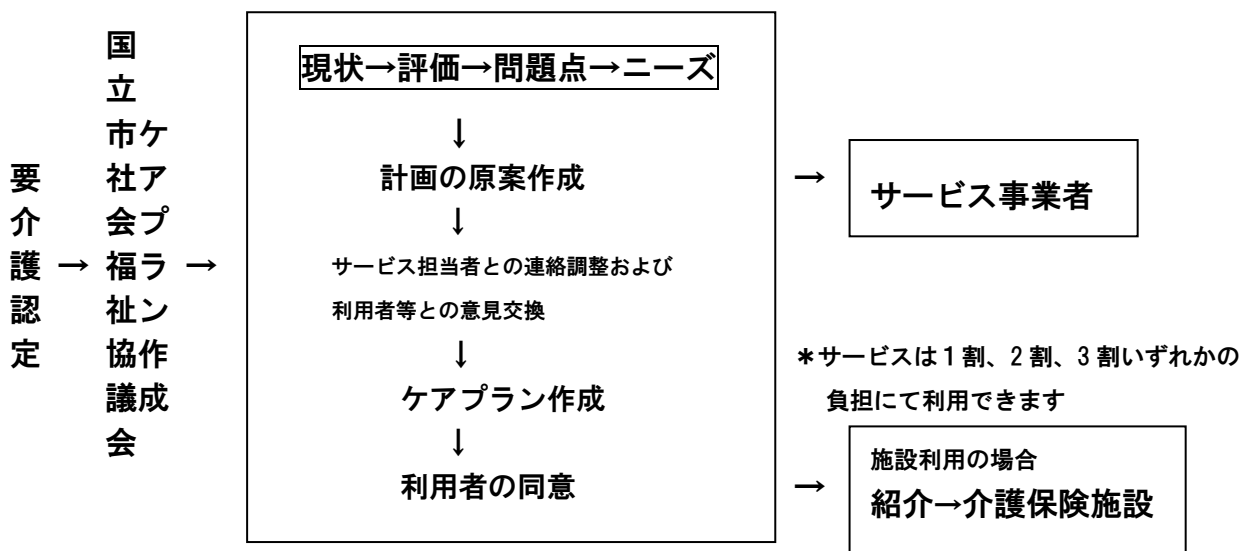 要介護認定
→
国立市社会福祉協議会
ケアプラン作成
→
現状→評価→問題点→ニーズ
↓
計画の原案作成
↓
サービス担当者との連絡調整および
利用者等との意見交換
↓
ケアプラン作成
↓
利用者の同意
→
サービス事業者
＊サービスは１割、2 割、3 割いずれかの
負担にて利用できます
→
施設利用の場合
紹介→介護保険施設